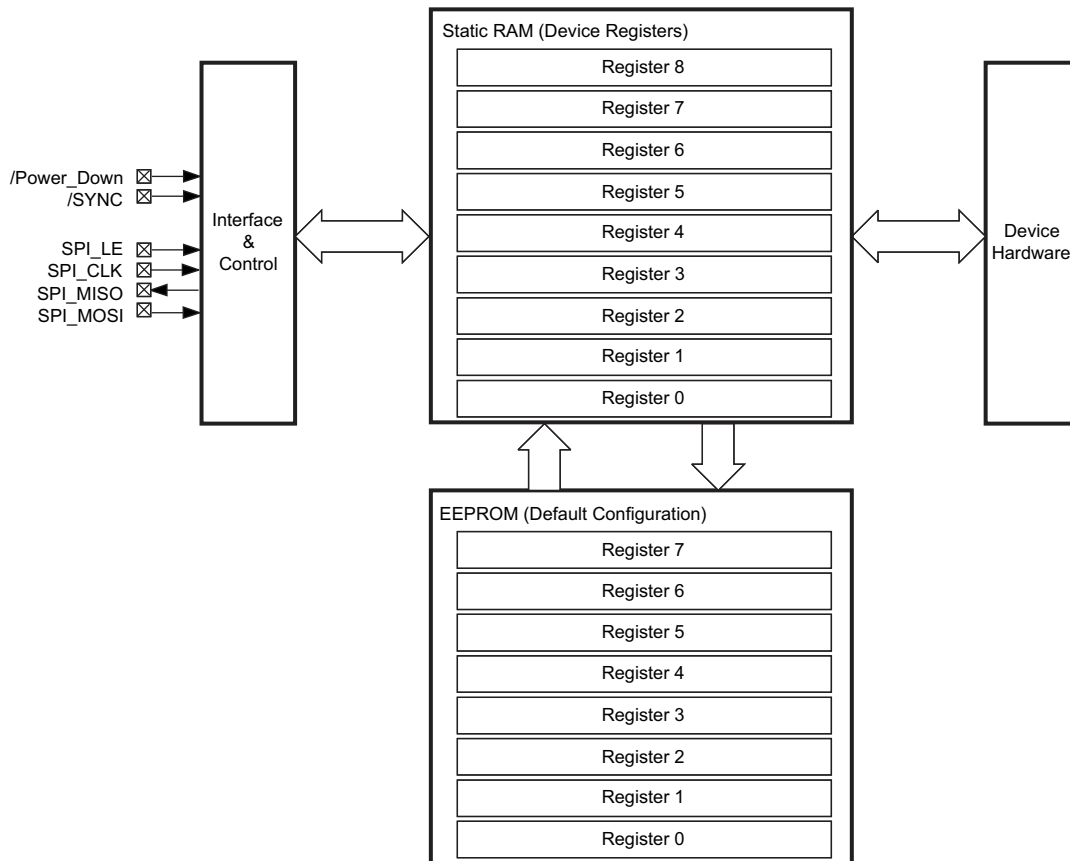 Static RAM (Device Registers)
Register 8
Register 7
Register 6
Register 5
Register 4
Register 3
Register 2
Register 1
Register 0
/Power_Down
/SYNC
SPI_LE
SPI_CLK
SPI_MISO
SPI_MOSI
Interface
&
Control
Device
Hardware
EEPROM (Default Configuration)
Register 7
Register 6
Register 5
Register 4
Register 3
Register 2
Register 1
Register 0